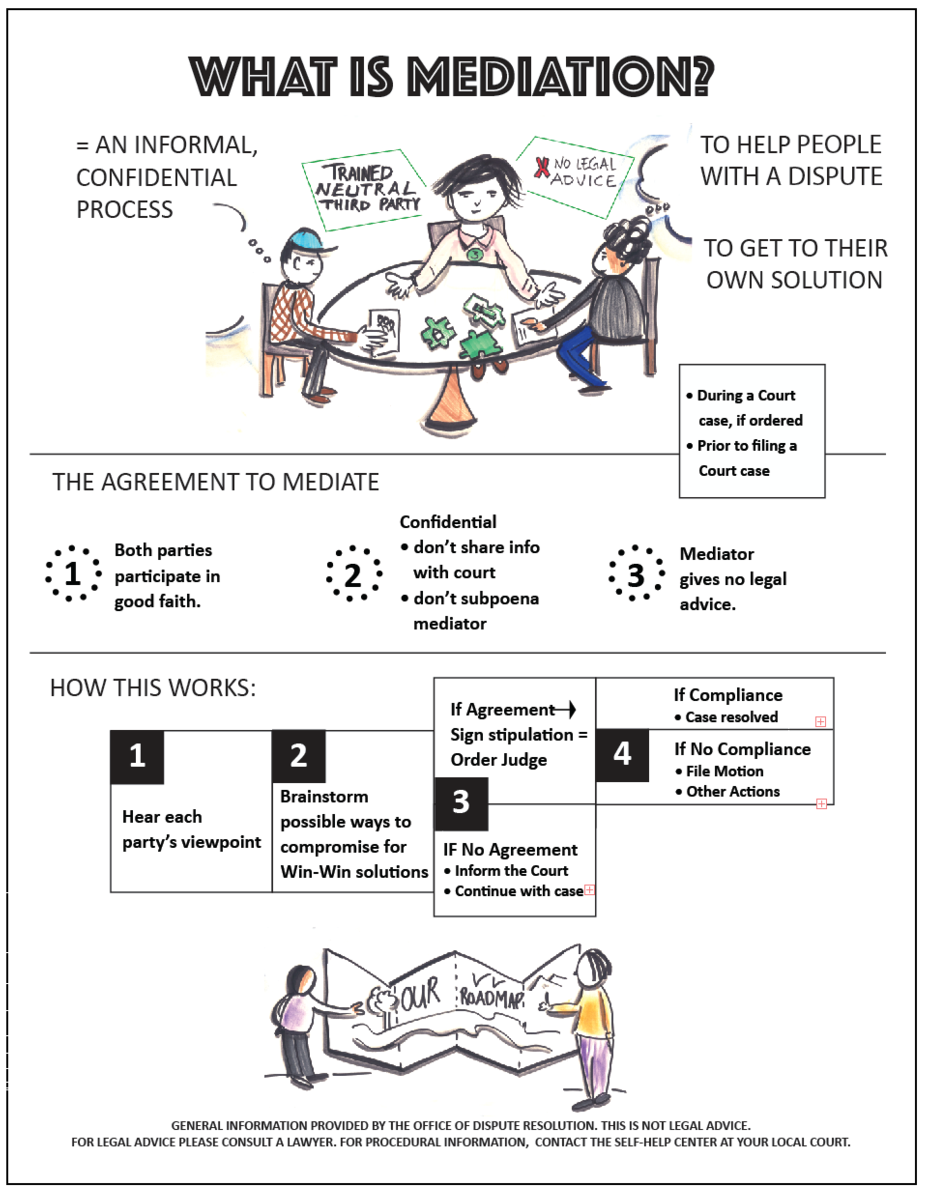 WHAT IS MEDIATION?
= AN INFORMAL,
CONFIDENTIAL
PROCESS
TRAINED
NEUTRAL
THIRD PARTY
X NO LEGAL
ADVICE
TO HELP PEOPLE
WITH A DISPUTE
TO GET TO THEIR
OWN SOLUTION
• During a Court
case, if ordered
• Prior to filing a
Court case
THE AGREEMENT TO MEDIATE
1
Both parties
participate in
good faith.
2
Confidential
• don’t share info
with court
• don’t subpoena
mediator
3
Mediator
gives no legal
advice.
HOW THIS WORKS:
1
Hear each
party’s viewpoint
2
Brainstorm
possible ways to
compromise for
Win-Win solutions
If Agreement→
Sign stipulation =
Order Judge
3
IF No Agreement
• Inform the Court
• Continue with case
4
If Compliance
• Case resolved
If No Compliance
• File Motion
• Other Actions
OUR ROADMAP
GENERAL INFORMATION PROVIDED BY THE OFFICE OF DISPUTE RESOLUTION. THIS IS NOT LEGAL ADVICE.
FOR LEGAL ADVICE PLEASE CONSULT A LAWYER. FOR PROCEDURAL INFORMATION, CONTACT THE SELF-HELP CENTER AT YOUR LOCAL COURT.